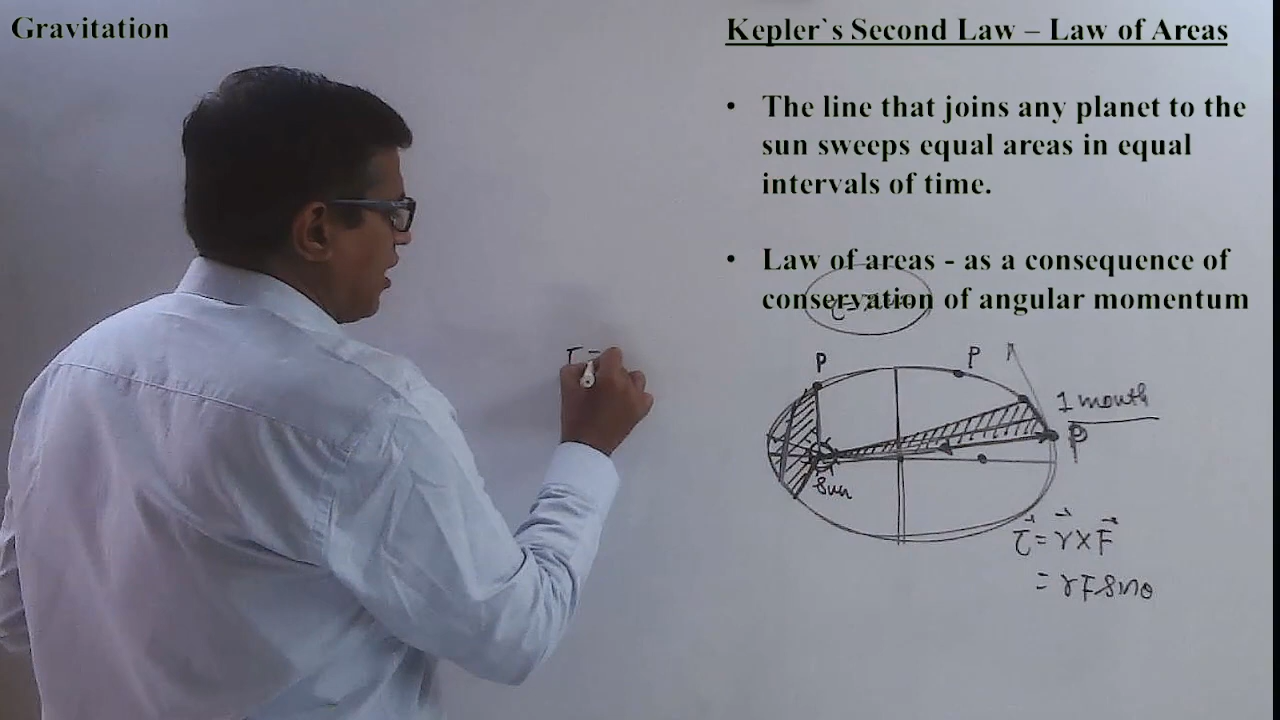 Gravitation
Kepler`s Second Law – Law of Areas
• The line that joins any planet to the
sun sweeps equal areas in equal
intervals of time.
• Law of areas - as a consequence of
conservation of angular momentum
P
P
1 month
P
Sun
τ⃗ = r⃗ × F⃗
= r F sinθ
τ =